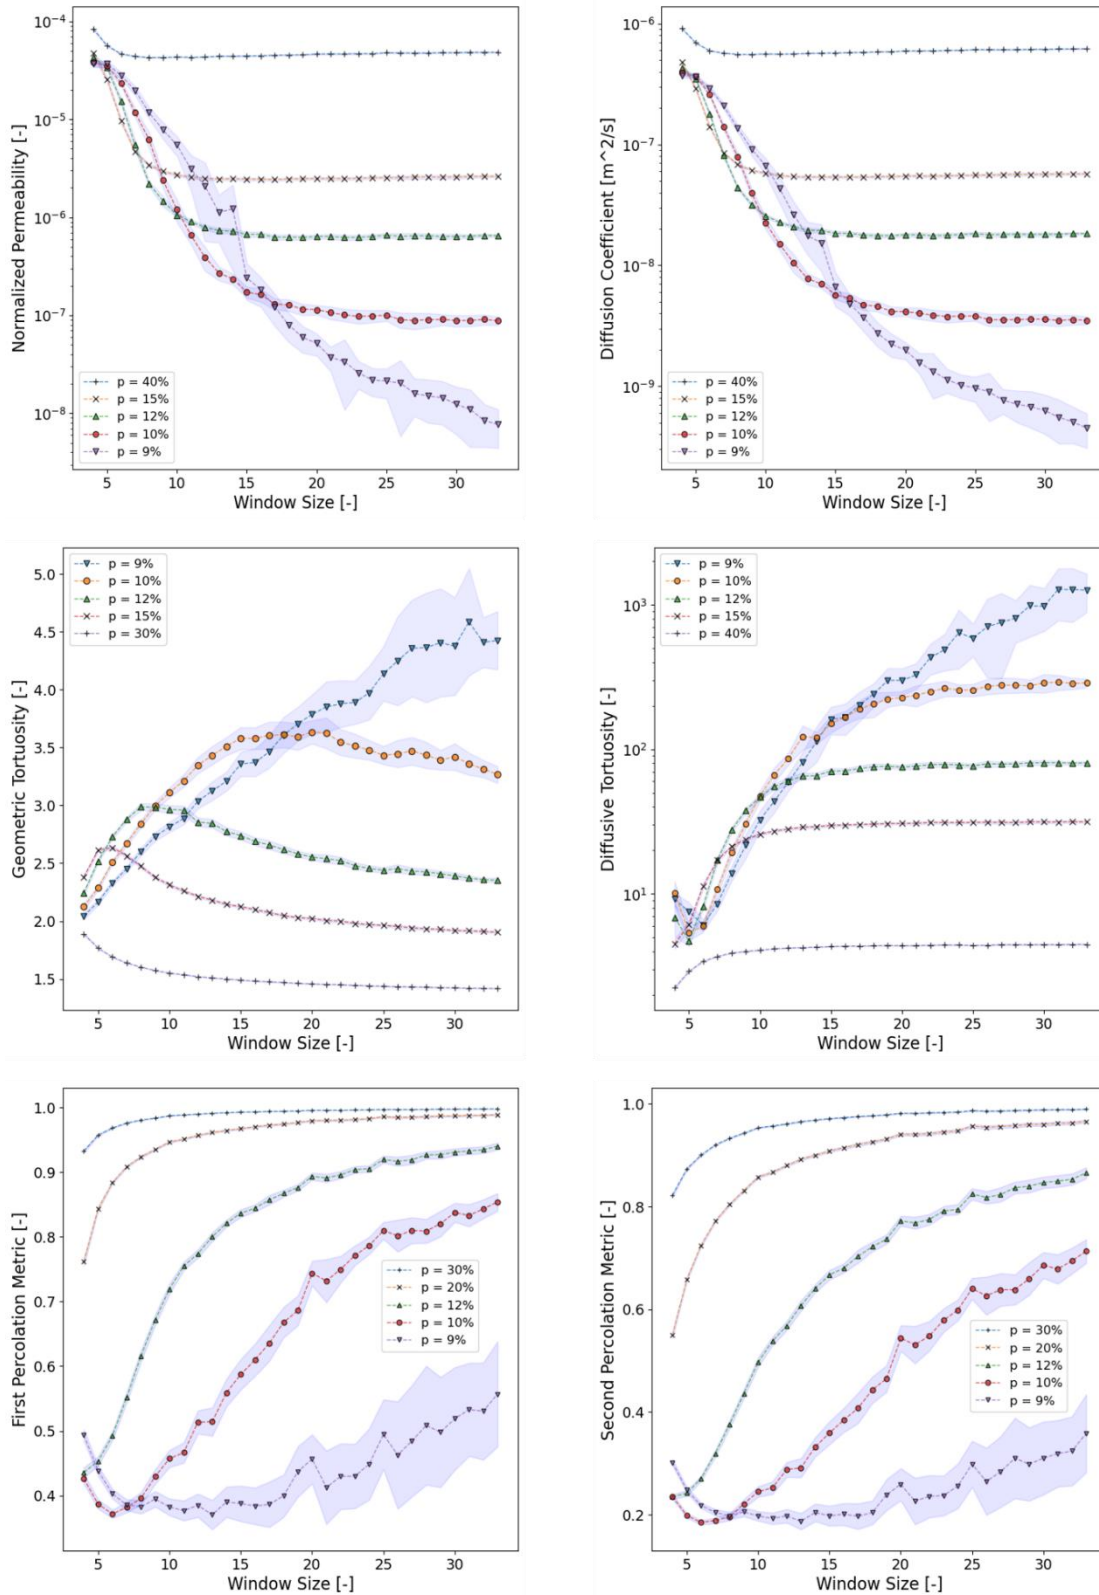 Normalized Permeability [-]
10⁻⁴
10⁻⁵
10⁻⁶
10⁻⁷
10⁻⁸
p = 40%
p = 15%
p = 12%
p = 10%
p = 9%
5 10 15 20 25 30
Window Size [-]
Diffusion Coefficient [m^2/s]
10⁻⁶
10⁻⁷
10⁻⁸
10⁻⁹
p = 40%
p = 15%
p = 12%
p = 10%
p = 9%
5 10 15 20 25 30
Window Size [-]
Geometric Tortuosity [-]
5.0
4.5
4.0
3.5
3.0
2.5
2.0
1.5
p = 9%
p = 10%
p = 12%
p = 15%
p = 30%
5 10 15 20 25 30
Window Size [-]
Diffusive Tortuosity [-]
10³
10²
10¹
p = 9%
p = 10%
p = 12%
p = 15%
p = 40%
5 10 15 20 25 30
Window Size [-]
First Percolation Metric [-]
1.0
0.9
0.8
0.7
0.6
0.5
0.4
p = 30%
p = 20%
p = 12%
p = 10%
p = 9%
5 10 15 20 25 30
Window Size [-]
Second Percolation Metric [-]
1.0
0.8
0.6
0.4
0.2
p = 30%
p = 20%
p = 12%
p = 10%
p = 9%
5 10 15 20 25 30
Window Size [-]